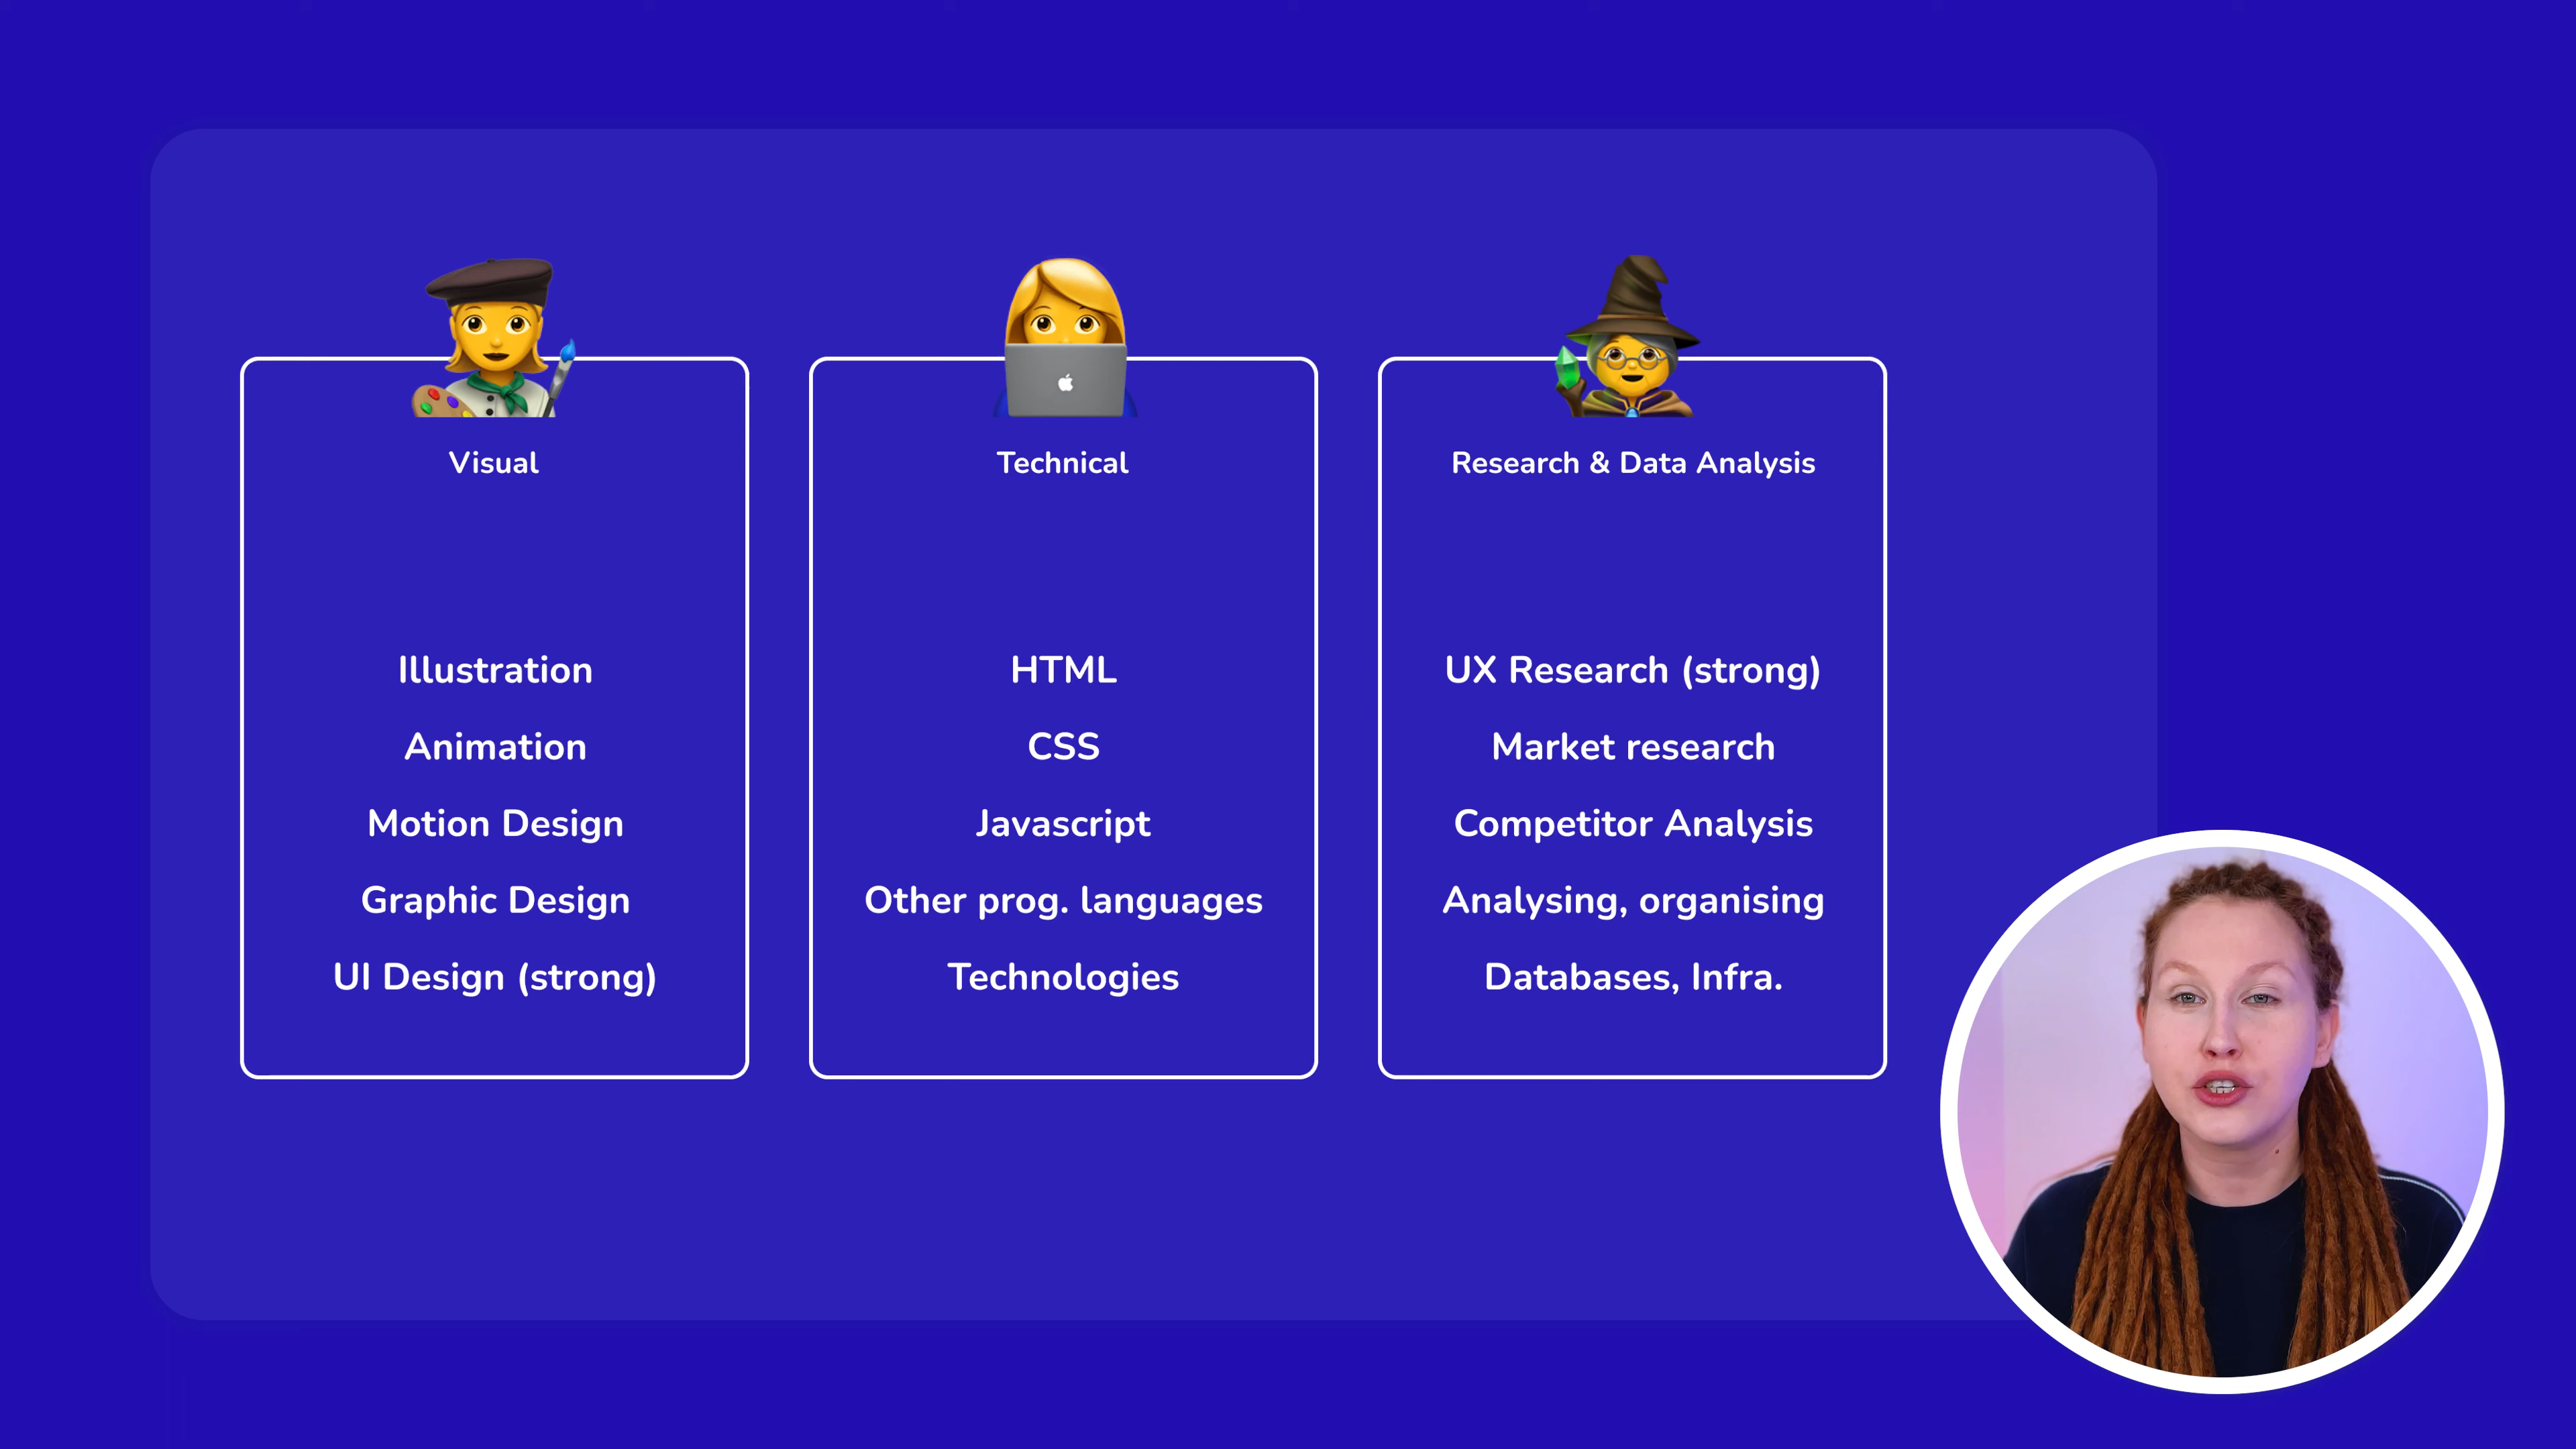 Visual
Illustration
Animation
Motion Design
Graphic Design
UI Design (strong)
Technical
HTML
CSS
Javascript
Other prog. languages
Technologies
Research & Data Analysis
UX Research (strong)
Market research
Competitor Analysis
Analysing, organising
Databases, Infra.